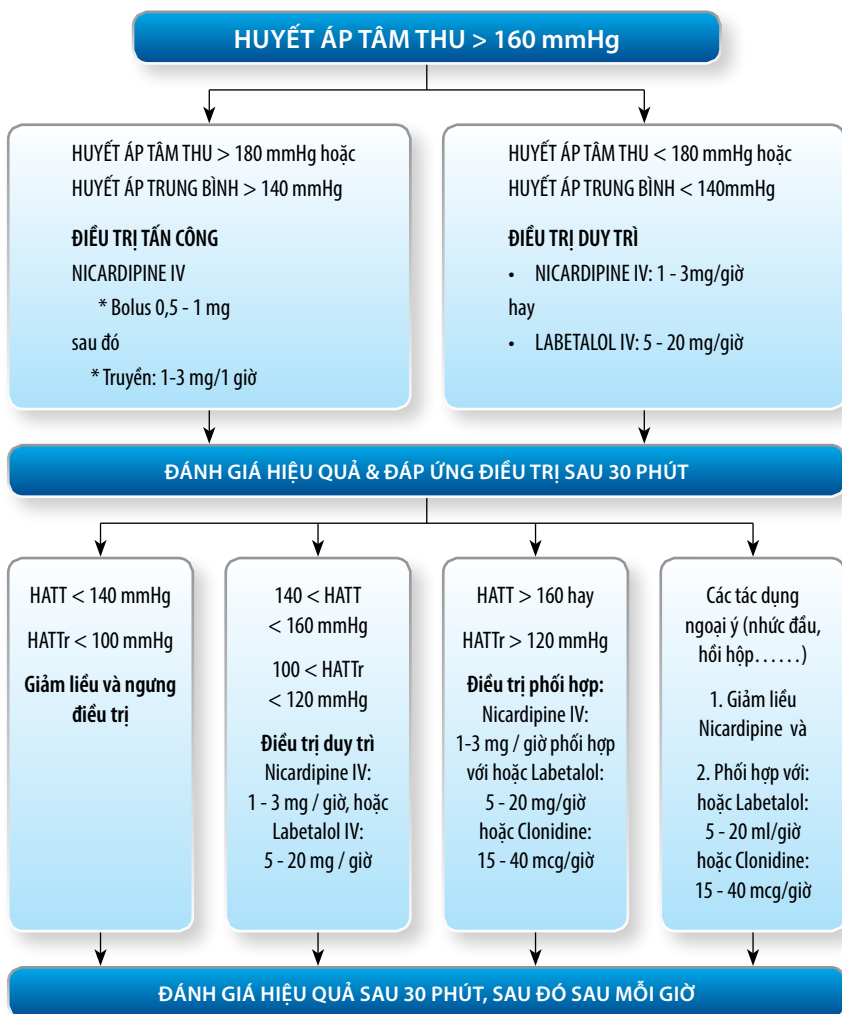 HUYẾT ÁP TÂM THU > 160 mmHg
HUYẾT ÁP TÂM THU > 180 mmHg hoặc
HUYẾT ÁP TRUNG BÌNH > 140 mmHg
ĐIỀU TRỊ TẤN CÔNG
NICARDIPINE IV
* Bolus 0,5 - 1 mg
sau đó
* Truyền: 1-3 mg/1 giờ
HUYẾT ÁP TÂM THU < 180 mmHg hoặc
HUYẾT ÁP TRUNG BÌNH < 140mmHg
ĐIỀU TRỊ DUY TRÌ
• NICARDIPINE IV: 1 - 3mg/giờ
hay
• LABETALOL IV: 5 - 20 mg/giờ
ĐÁNH GIÁ HIỆU QUẢ & ĐÁP ỨNG ĐIỀU TRỊ SAU 30 PHÚT
HATT < 140 mmHg
HATTr < 100 mmHg
Giảm liều và ngưng
điều trị
140 < HATT
< 160 mmHg
100 < HATTr
< 120 mmHg
Điều trị duy trì
Nicardipine IV:
1 - 3 mg / giờ, hoặc
Labetalol IV:
5 - 20 mg / giờ
HATT > 160 hay
HATTr > 120 mmHg
Điều trị phối hợp:
Nicardipine IV:
1-3 mg / giờ phối hợp
với hoặc Labetalol:
5 - 20 mg/giờ
hoặc Clonidine:
15 - 40 mcg/giờ
Các tác dụng
ngoại ý (nhức đầu,
hồi hộp......)
1. Giảm liều
Nicardipine và
2. Phối hợp với:
hoặc Labetalol:
5 - 20 ml/giờ
hoặc Clonidine:
15 - 40 mcg/giờ
ĐÁNH GIÁ HIỆU QUẢ SAU 30 PHÚT, SAU ĐÓ SAU MỖI GIỜ